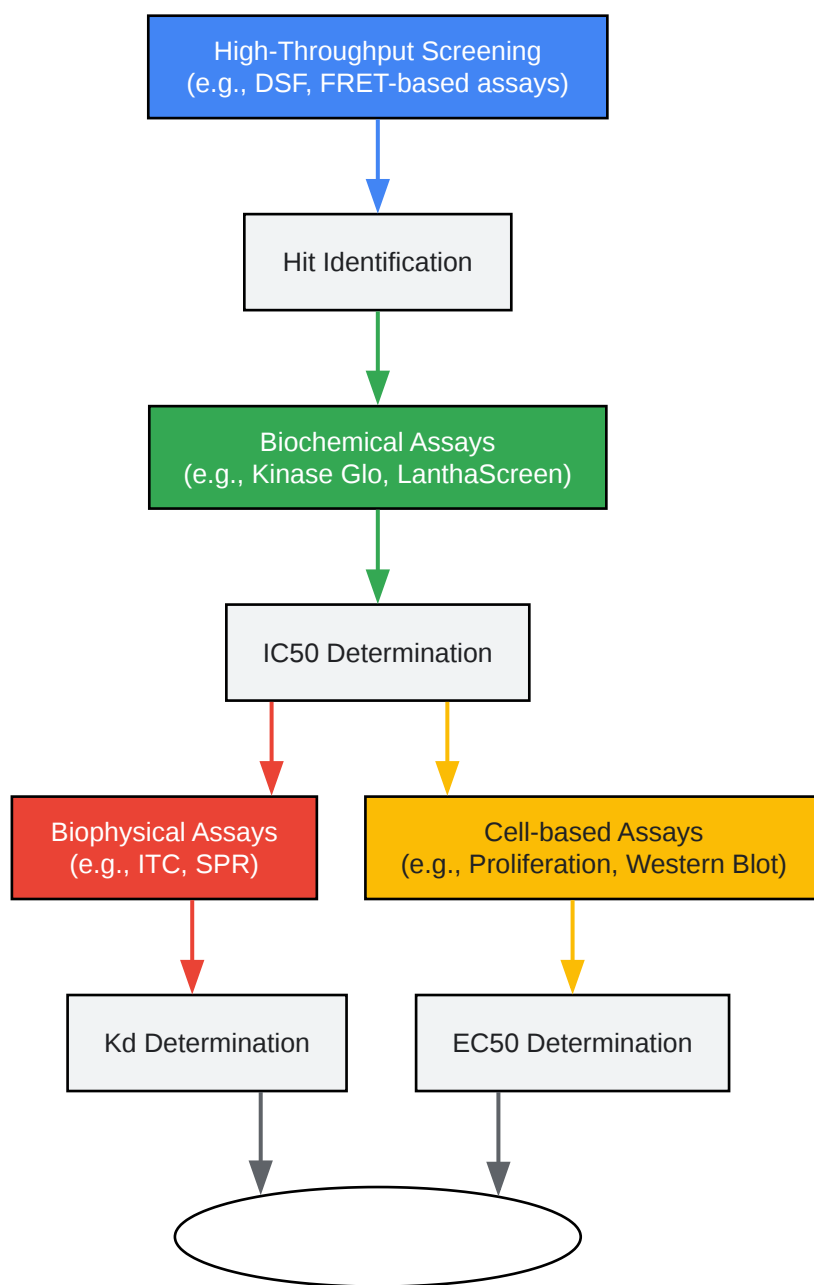 High-Throughput Screening
(e.g., DSF, FRET-based assays)
Hit Identification
Biochemical Assays
(e.g., Kinase Glo, LanthaScreen)
IC50 Determination
Biophysical Assays
(e.g., ITC, SPR)
Cell-based Assays
(e.g., Proliferation, Western Blot)
Kd Determination
EC50 Determination